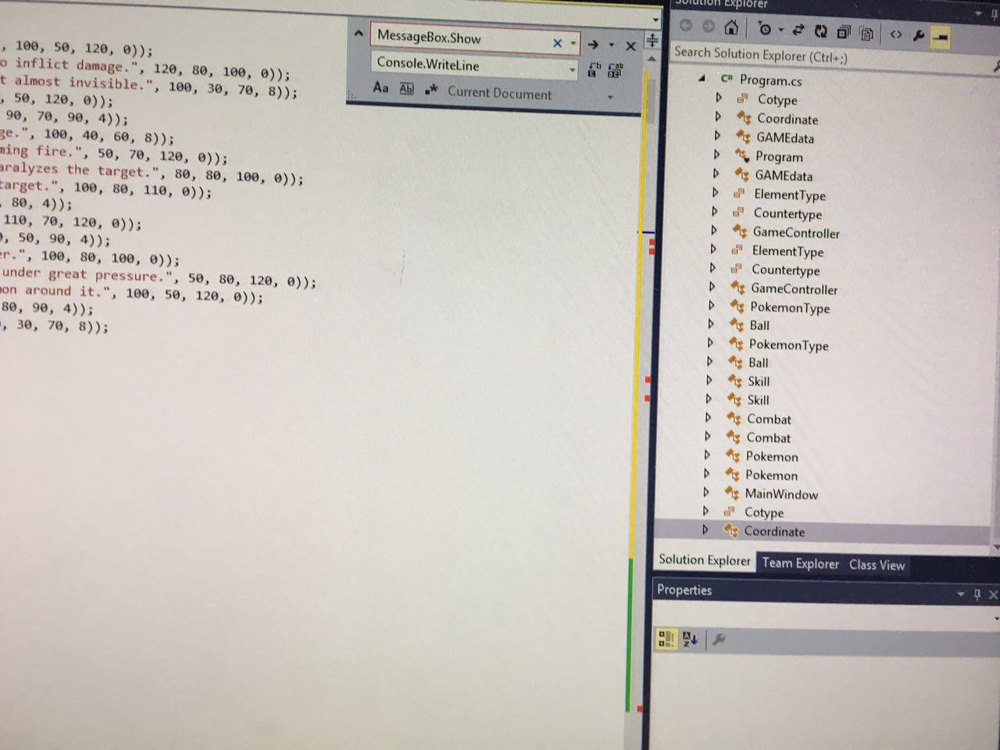 , 100, 50, 120, 0));
o inflict damage.", 120, 80, 100, 0));
t almost invisible.", 100, 30, 70, 8));
, 50, 120, 0));
90, 70, 90, 4));
ge.", 100, 40, 60, 8));
ming fire.", 50, 70, 120, 0));
aralyzes the target.", 80, 80, 100, 0));
target.", 100, 80, 110, 0));
, 80, 4));
110, 70, 120, 0));
0, 50, 90, 4));
er.", 100, 80, 100, 0));
under great pressure.", 50, 80, 120, 0));
non around it.", 100, 50, 120, 0));
80, 90, 4));
, 30, 70, 8));
MessageBox.Show
Console.WriteLine
Aa Abl .* Current Document
Solution Explorer
Search Solution Explorer (Ctrl+;)
C# Program.cs
Cotype
Coordinate
GAMEdata
Program
GAMEdata
ElementType
Countertype
GameController
ElementType
Countertype
GameController
PokemonType
Ball
PokemonType
Ball
Skill
Skill
Combat
Combat
Pokemon
Pokemon
MainWindow
Cotype
Coordinate
Solution Explorer Team Explorer Class View
Properties